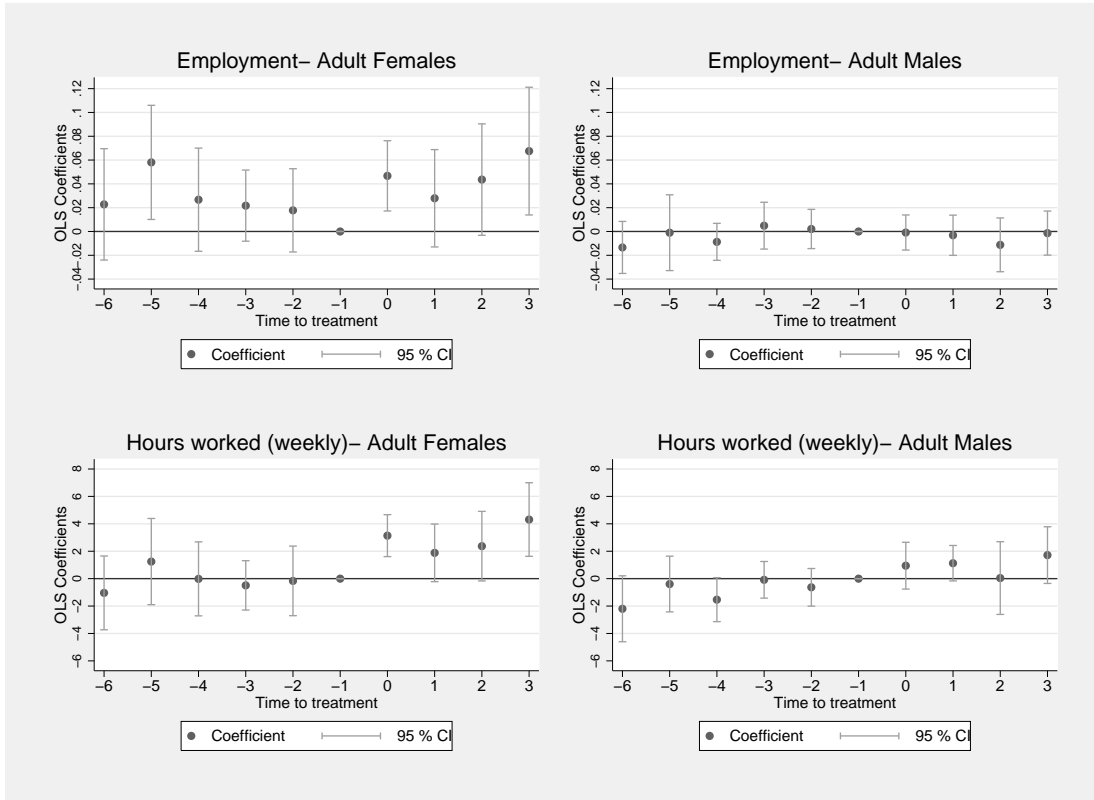 Employment– Adult Females
.12
.1
.08
.06
.04
.02
0
–.02
–.04
OLS Coefficients
–6 –5 –4 –3 –2 –1 0 1 2 3
Time to treatment
Coefficient 95 % CI
Employment– Adult Males
.12
.1
.08
.06
.04
.02
0
–.02
–.04
OLS Coefficients
–6 –5 –4 –3 –2 –1 0 1 2 3
Time to treatment
Coefficient 95 % CI
Hours worked (weekly)– Adult Females
8
6
4
2
0
–2
–4
–6
OLS Coefficients
–6 –5 –4 –3 –2 –1 0 1 2 3
Time to treatment
Coefficient 95 % CI
Hours worked (weekly)– Adult Males
8
6
4
2
0
–2
–4
–6
OLS Coefficients
–6 –5 –4 –3 –2 –1 0 1 2 3
Time to treatment
Coefficient 95 % CI